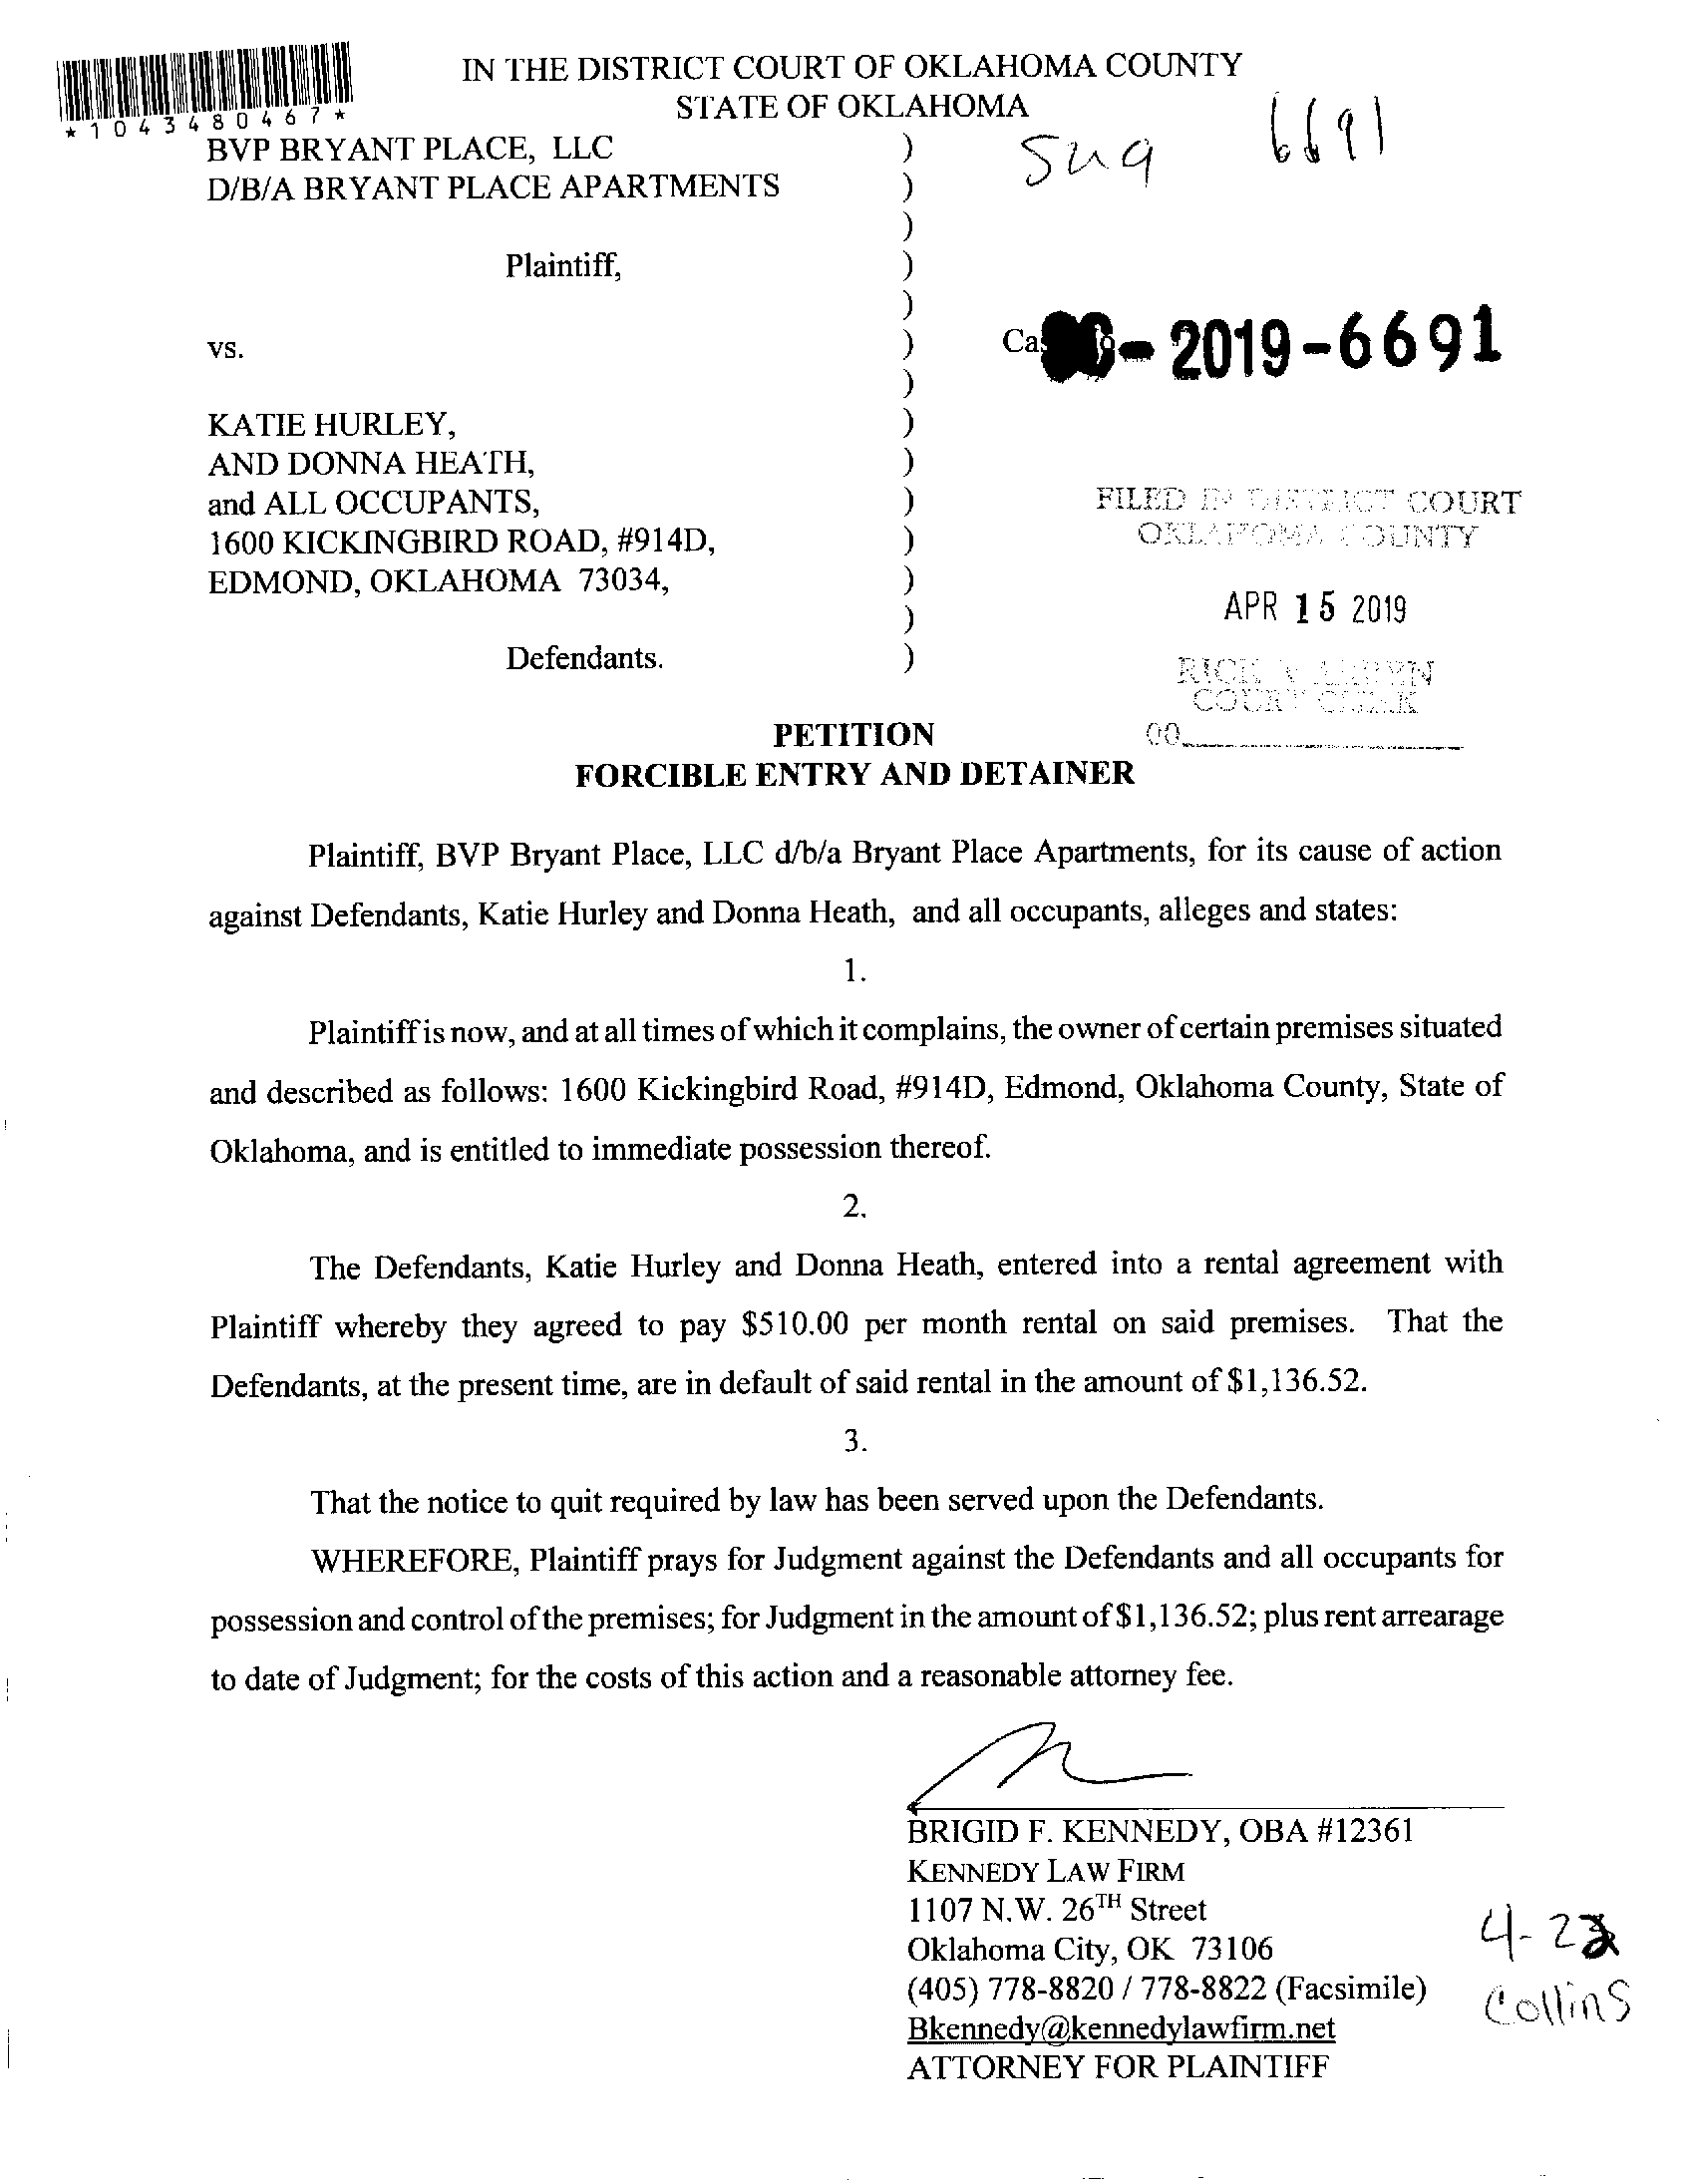 IN THE DISTRICT COURT OF OKLAHOMA COUNTY
STATE OF OKLAHOMA
*1043480467*
6691
BVP BRYANT PLACE, LLC )
D/B/A BRYANT PLACE APARTMENTS )
)
Plaintiff, )
)
vs. )
- 2019-6691
)
KATIE HURLEY, )
AND DONNA HEATH, )
and ALL OCCUPANTS, )
1600 KICKINGBIRD ROAD, #914D, )
EDMOND, OKLAHOMA 73034, )
)
Defendants. )
FILED IN DISTRICT COURT
OKLAHOMA COUNTY
APR 15 2019
RICK WARREN
COURT CLERK
PETITION
FORCIBLE ENTRY AND DETAINER
Plaintiff, BVP Bryant Place, LLC d/b/a Bryant Place Apartments, for its cause of action
against Defendants, Katie Hurley and Donna Heath, and all occupants, alleges and states:
1.
Plaintiff is now, and at all times of which it complains, the owner of certain premises situated
and described as follows: 1600 Kickingbird Road, #914D, Edmond, Oklahoma County, State of
Oklahoma, and is entitled to immediate possession thereof.
2.
The Defendants, Katie Hurley and Donna Heath, entered into a rental agreement with
Plaintiff whereby they agreed to pay $510.00 per month rental on said premises. That the
Defendants, at the present time, are in default of said rental in the amount of $1,136.52.
3.
That the notice to quit required by law has been served upon the Defendants.
WHEREFORE, Plaintiff prays for Judgment against the Defendants and all occupants for
possession and control of the premises; for Judgment in the amount of $1,136.52; plus rent arrearage
to date of Judgment; for the costs of this action and a reasonable attorney fee.
BRIGID F. KENNEDY, OBA #12361
KENNEDY LAW FIRM
1107 N.W. 26TH Street
Oklahoma City, OK 73106
(405) 778-8820 / 778-8822 (Facsimile)
Bkennedy@kennedylawfirm.net
ATTORNEY FOR PLAINTIFF
Collins